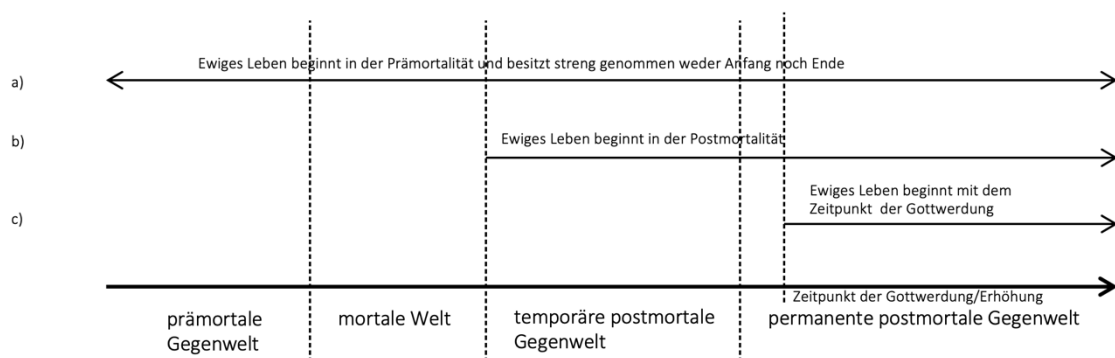 Ewiges Leben beginnt in der Prämortalität und besitzt streng genommen weder Anfang noch Ende
a)
Ewiges Leben beginnt in der Postmortalität
b)
Ewiges Leben beginnt mit dem
Zeitpunkt der Gottwerdung
c)
Zeitpunkt der Gottwerdung/Erhöhung
prämortale
Gegenwelt
mortale Welt
temporäre postmortale
Gegenwelt
permanente postmortale Gegenwelt